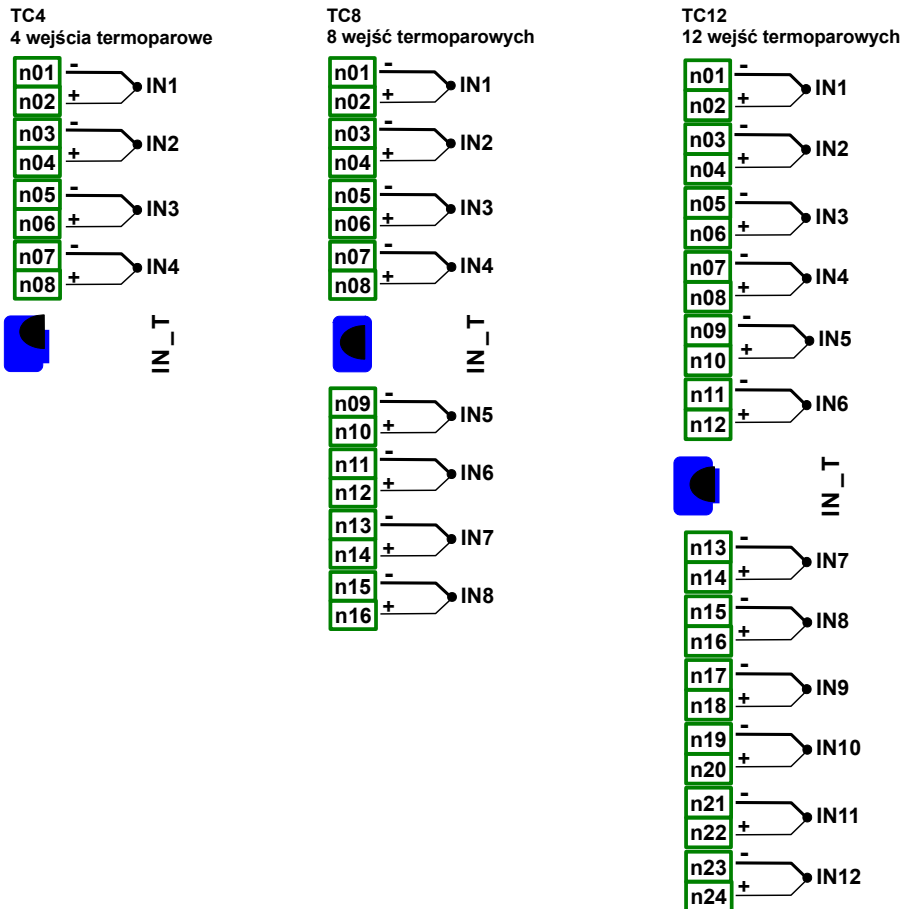 TC4
4 wejścia termoparowe
n01 - IN1
n02 +
n03 - IN2
n04 +
n05 - IN3
n06 +
n07 - IN4
n08 +
IN_T
TC8
8 wejść termoparowych
n01 - IN1
n02 +
n03 - IN2
n04 +
n05 - IN3
n06 +
n07 - IN4
n08 +
IN_T
n09 - IN5
n10 +
n11 - IN6
n12 +
n13 - IN7
n14 +
n15 - IN8
n16 +
TC12
12 wejść termoparowych
n01 - IN1
n02 +
n03 - IN2
n04 +
n05 - IN3
n06 +
n07 - IN4
n08 +
n09 - IN5
n10 +
n11 - IN6
n12 +
IN_T
n13 - IN7
n14 +
n15 - IN8
n16 +
n17 - IN9
n18 +
n19 - IN10
n20 +
n21 - IN11
n22 +
n23 - IN12
n24 +